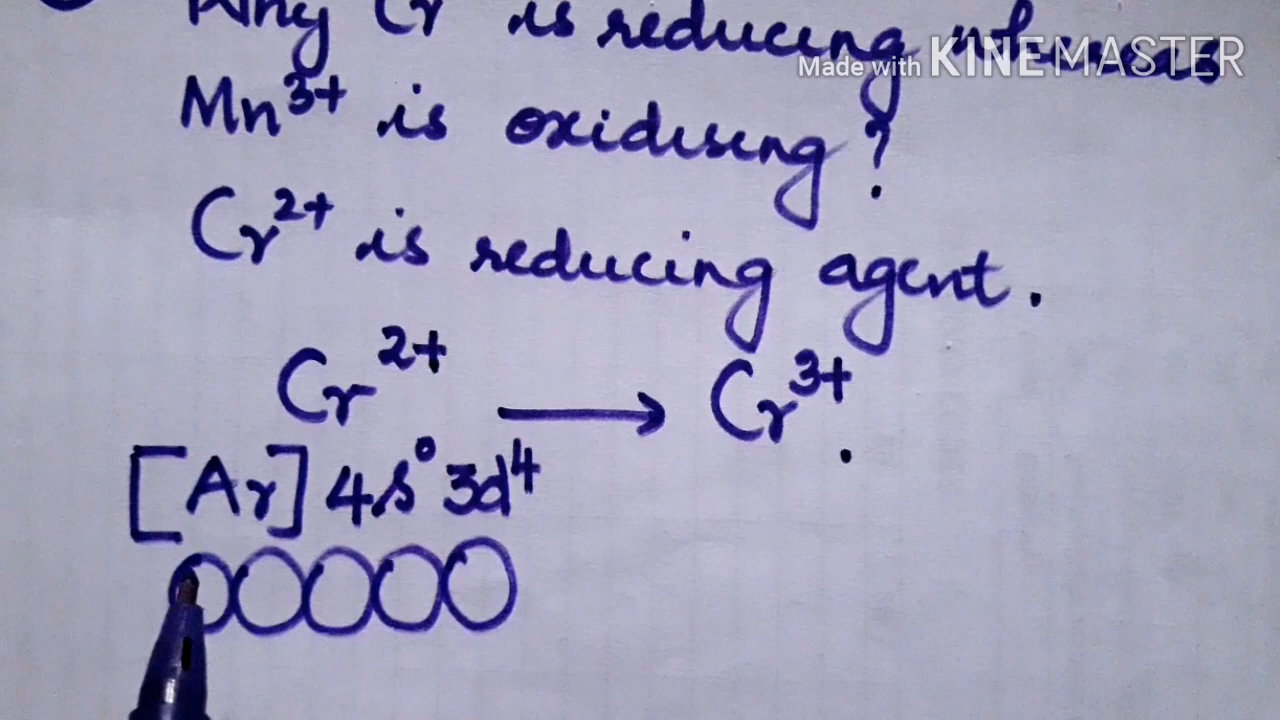 Why Cr is reducing whereas
Made with KINEMASTER
Mn³⁺ is oxidising ?
Cr²⁺ is reducing agent.
Cr²⁺ ⟶ Cr³⁺.
[Ar] 4s⁰ 3d⁴